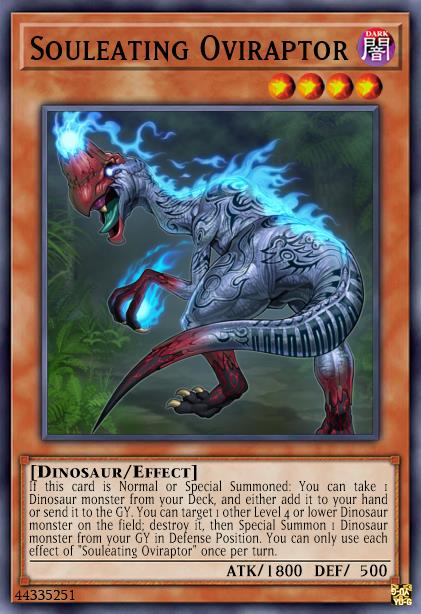 SOULEATING OVIRAPTOR
DARK
闇
[DINOSAUR/EFFECT]
If this card is Normal or Special Summoned: You can take 1
Dinosaur monster from your Deck, and either add it to your hand
or send it to the GY. You can target 1 other Level 4 or lower Dinosaur
monster on the field; destroy it, then Special Summon 1 Dinosaur
monster from your GY in Defense Position. You can only use each
effect of "Souleating Oviraptor" once per turn.
ATK/1800 DEF/ 500
44335251